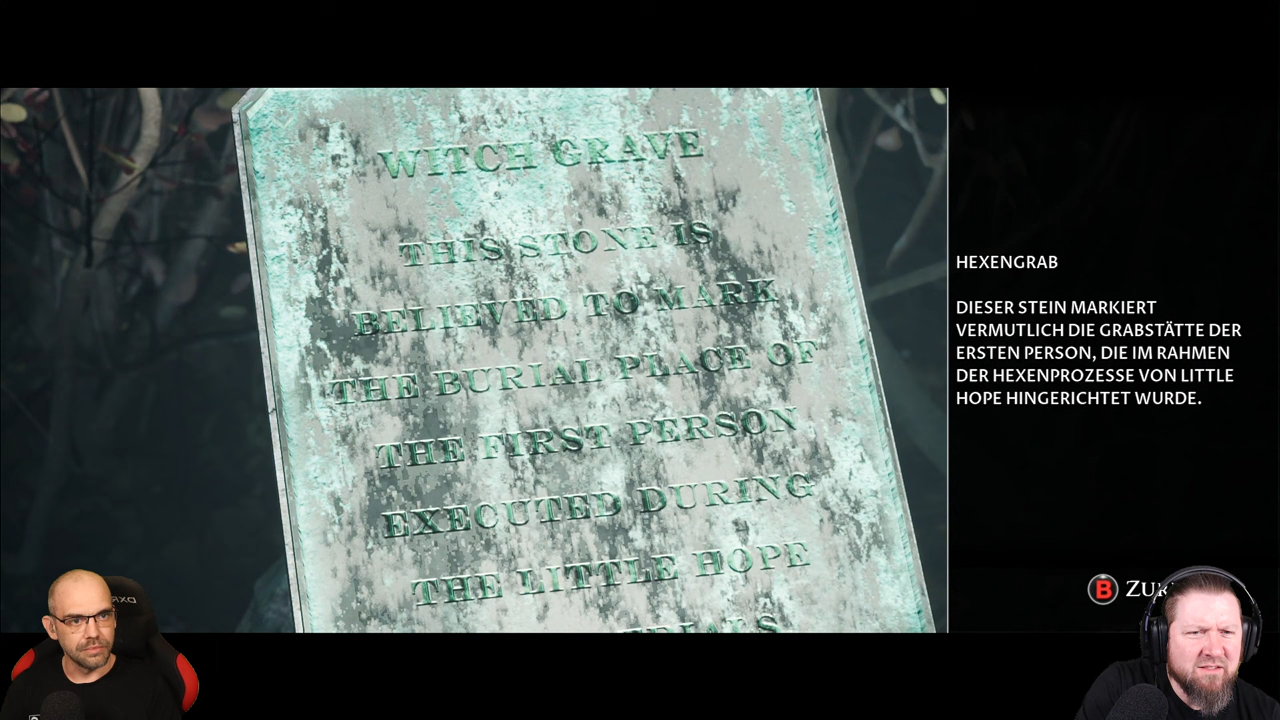 WITCH GRAVE
THIS STONE IS
BELIEVED TO MARK
THE BURIAL PLACE OF
THE FIRST PERSON
EXECUTED DURING
THE LITTLE HOPE
TRIALS
HEXENGRAB
DIESER STEIN MARKIERT
VERMUTLICH DIE GRABSTÄTTE DER
ERSTEN PERSON, DIE IM RAHMEN
DER HEXENPROZESSE VON LITTLE
HOPE HINGERICHTET WURDE.
B